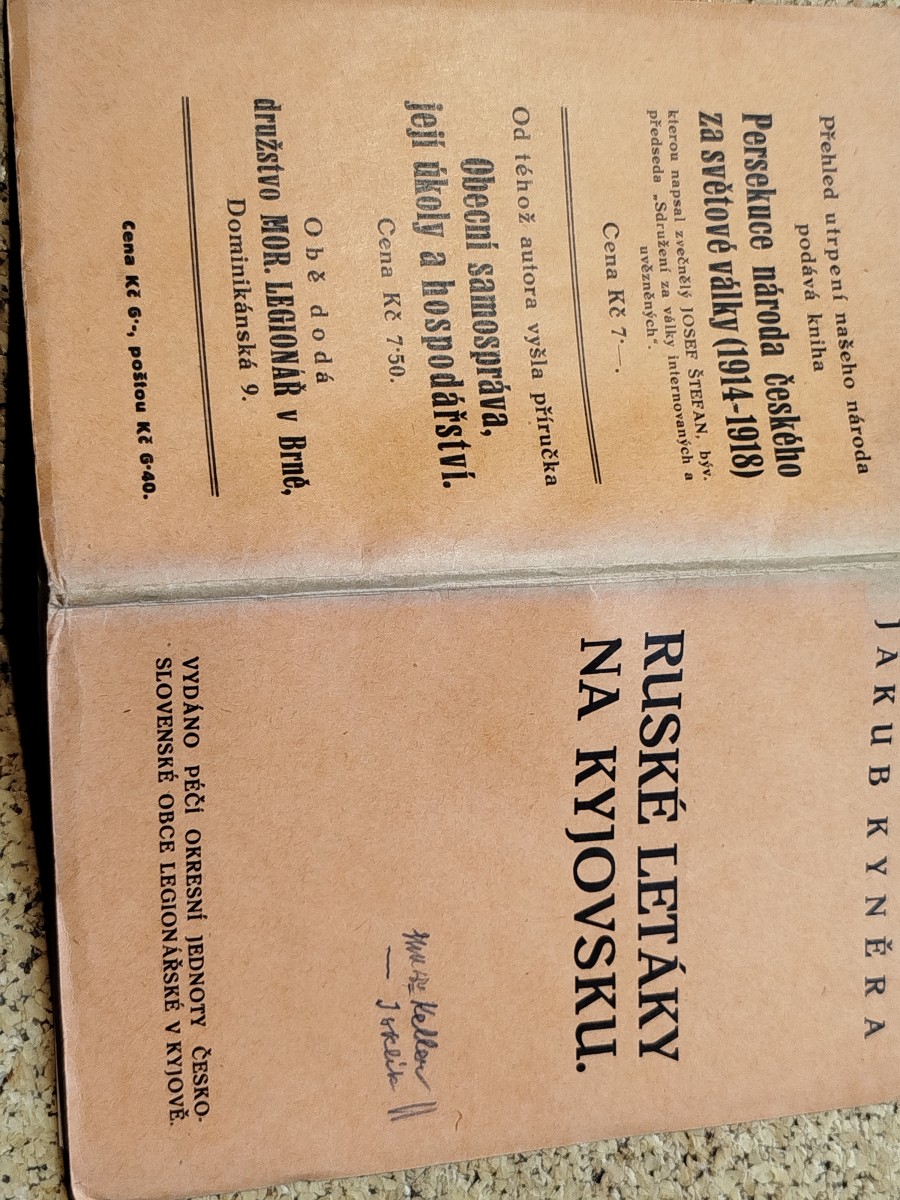 Přehled utrpení našeho národa
podává kniha
Persekuce národa českého
za světové války (1914-1918)
kterou napsal zvěčnělý JOSEF ŠTEFAN, býv.
předseda „Sdružení za války internovaných a
uvězněných“.
Cena Kč 7·—.
Od téhož autora vyšla příručka
Obecní samospráva,
její úkoly a hospodářství.
Cena Kč 7·50.
Obě dodá
družstvo MOR. LEGIONÁŘ v Brně,
Dominikánská 9.
Cena Kč 6·-, poštou Kč 6·40.
JAKUB KYNĚRA
RUSKÉ LETÁKY
NA KYJOVSKU.
Keller
VYDÁNO PÉČÍ OKRESNÍ JEDNOTY ČESKO-
SLOVENSKÉ OBCE LEGIONÁŘSKÉ V KYJOVĚ.